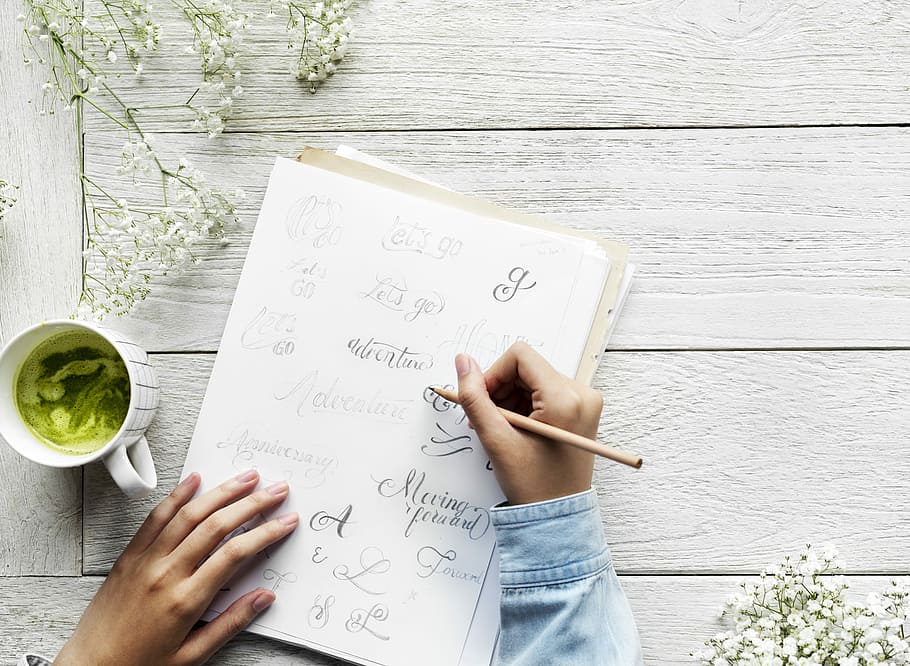 Let's GO
Let's go
Let's GO
g
Let's go
Let's GO
adventure
Adventure
Anniversary
Moving
forward
A
Forward
E
L
S
L